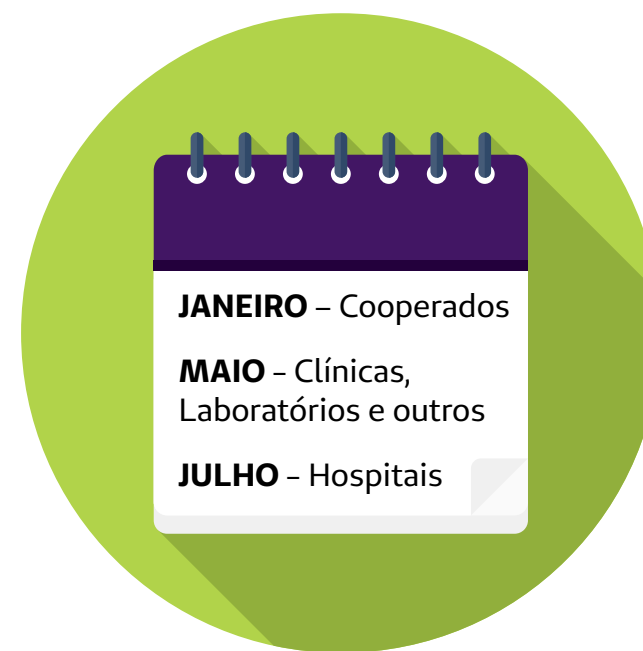 JANEIRO – Cooperados
MAIO – Clínicas,
Laboratórios e outros
JULHO – Hospitais